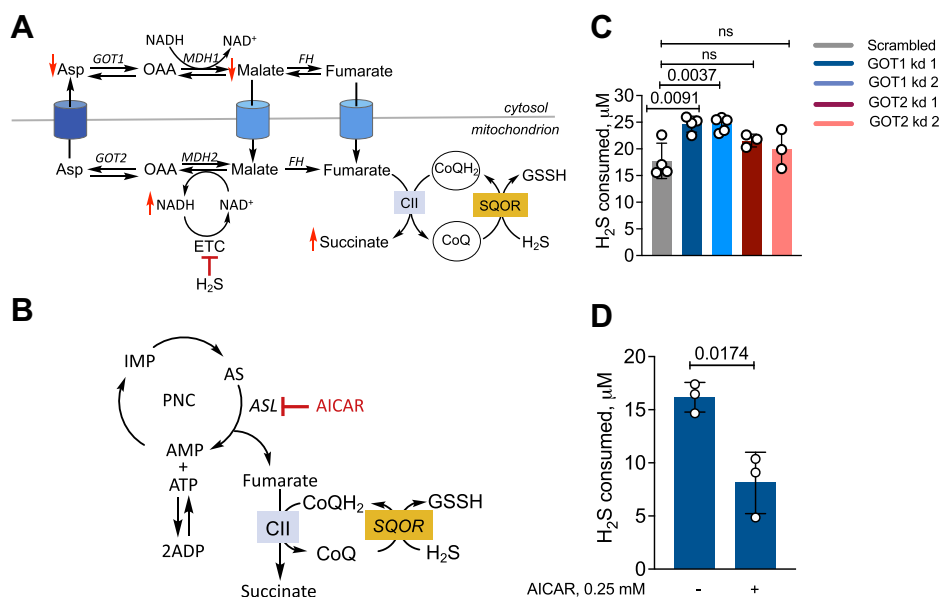 A
NADH NAD⁺
Asp GOT1 OAA MDH1 Malate FH Fumarate
cytosol
mitochondrion
Asp GOT2 OAA MDH2 Malate FH Fumarate
NADH NAD⁺
ETC
H₂S
CoQH₂ GSSH
CII SQOR
Succinate CoQ H₂S
B
IMP AS
PNC ASL AICAR
AMP
+
ATP
2ADP
Fumarate
CoQH₂ GSSH
CII SQOR
CoQ H₂S
Succinate
C
ns
ns
0.0037
0.0091
H₂S consumed, μM
30
25
20
15
10
5
0
Scrambled
GOT1 kd 1
GOT1 kd 2
GOT2 kd 1
GOT2 kd 2
D
0.0174
H₂S consumed, μM
20
15
10
5
0
AICAR, 0.25 mM - +